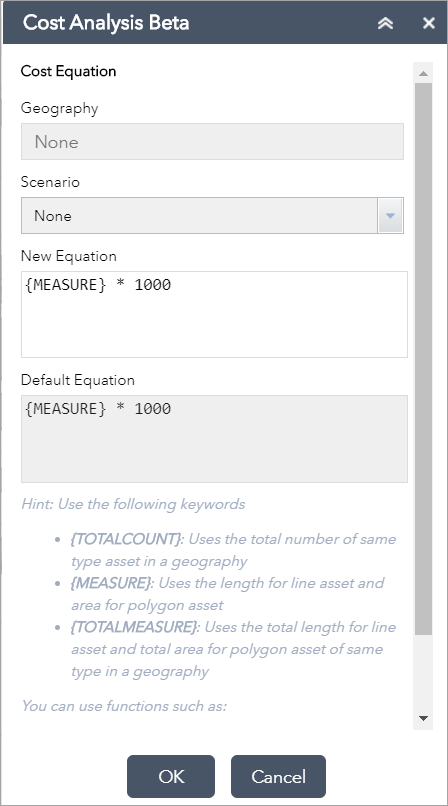 Cost Analysis Beta
Cost Equation
Geography
None
Scenario
None
New Equation
{MEASURE} * 1000
Default Equation
{MEASURE} * 1000
Hint: Use the following keywords
• {TOTALCOUNT}: Uses the total number of same
type asset in a geography
• {MEASURE}: Uses the length for line asset and
area for polygon asset
• {TOTALMEASURE}: Uses the total length for line
asset and total area for polygon asset of same
type in a geography
You can use functions such as:
OK
Cancel